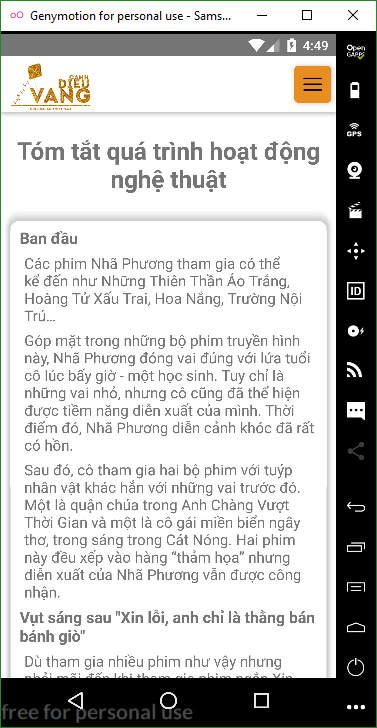 Genymotion for personal use - Sams...
4:49
Open
GAPPS
CÁNH
DIỀU
VÀNG
GPS
Tóm tắt quá trình hoạt động
nghệ thuật
ID
Ban đầu
Các phim Nhã Phương tham gia có thể
kể đến như Những Thiên Thần Áo Trắng,
Hoàng Tử Xấu Trai, Hoa Nắng, Trường Nội
Trú...
Góp mặt trong những bộ phim truyền hình
này, Nhã Phương đóng vai đúng với lứa tuổi
cô lúc bấy giờ - một học sinh. Tuy chỉ là
những vai nhỏ, nhưng cô cũng đã thể hiện
được tiềm năng diễn xuất của mình. Thời
điểm đó, Nhã Phương diễn cảnh khóc đã rất
có hồn.
Sau đó, cô tham gia hai bộ phim với tuýp
nhân vật khác hẳn với những vai trước đó.
Một là quận chúa trong Anh Chàng Vượt
Thời Gian và một là cô gái miền biển ngây
thơ, trong sáng trong Cát Nóng. Hai phim
này đều xếp vào hàng “thảm họa” nhưng
diễn xuất của Nhã Phương vẫn được công
nhận.
Vụt sáng sau "Xin lỗi, anh chỉ là thằng bán
bánh giò"
Dù tham gia nhiều phim như vậy nhưng
phải mãi đến khi tham gia phim ngắn Xin
free for personal use